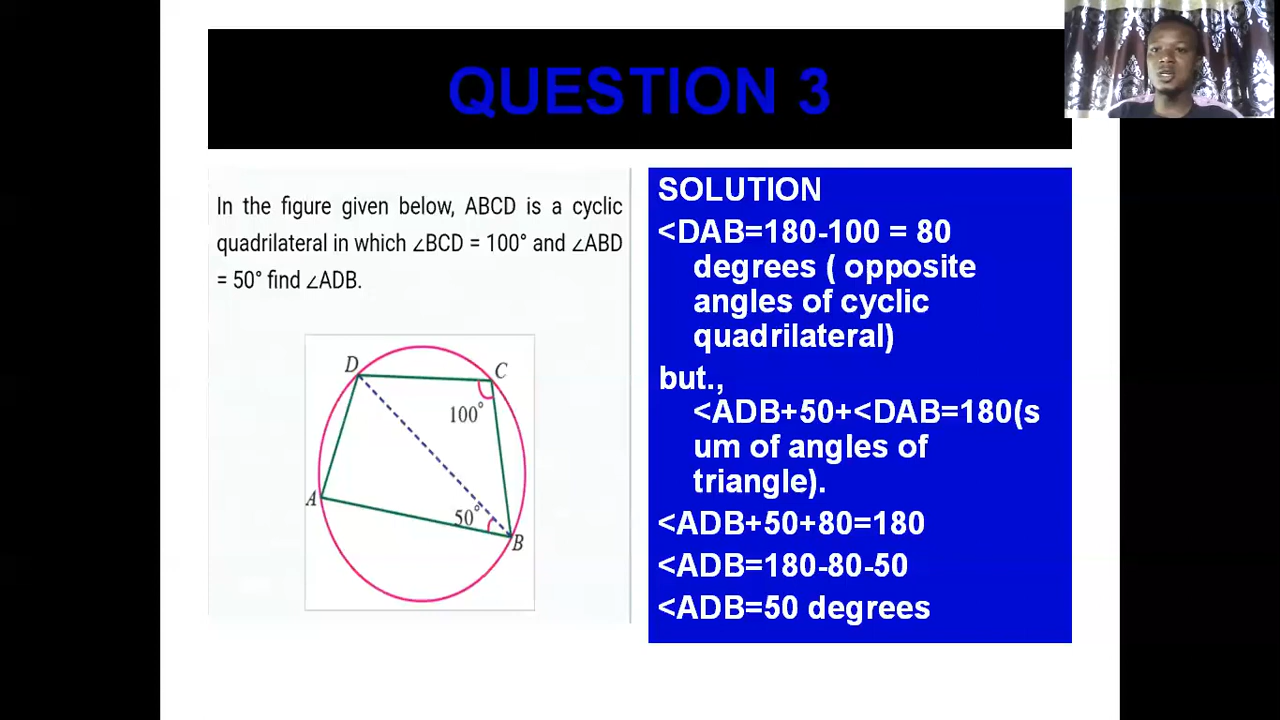 QUESTION 3
In the figure given below, ABCD is a cyclic
quadrilateral in which ∠BCD = 100° and ∠ABD
= 50° find ∠ADB.
D
C
100°
A
50°
B
SOLUTION
<DAB=180-100 = 80
degrees ( opposite
angles of cyclic
quadrilateral)
but.,
<ADB+50+<DAB=180(s
um of angles of
triangle).
<ADB+50+80=180
<ADB=180-80-50
<ADB=50 degrees